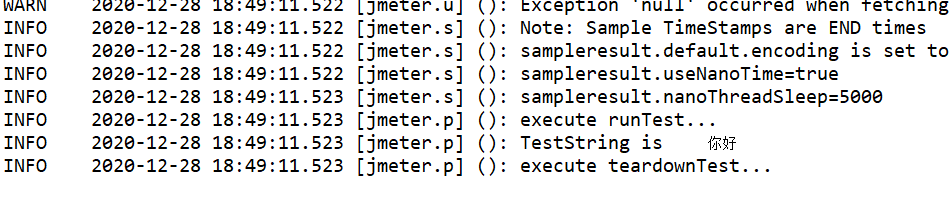 WARN 2020-12-28 18:49:11.522 [jmeter.u] (): Exception 'null' occurred when fetching
INFO 2020-12-28 18:49:11.522 [jmeter.s] (): Note: Sample TimeStamps are END times
INFO 2020-12-28 18:49:11.522 [jmeter.s] (): sampleresult.default.encoding is set to
INFO 2020-12-28 18:49:11.522 [jmeter.s] (): sampleresult.useNanoTime=true
INFO 2020-12-28 18:49:11.523 [jmeter.s] (): sampleresult.nanoThreadSleep=5000
INFO 2020-12-28 18:49:11.523 [jmeter.p] (): execute runTest...
INFO 2020-12-28 18:49:11.523 [jmeter.p] (): TestString is 你好
INFO 2020-12-28 18:49:11.523 [jmeter.p] (): execute teardownTest...